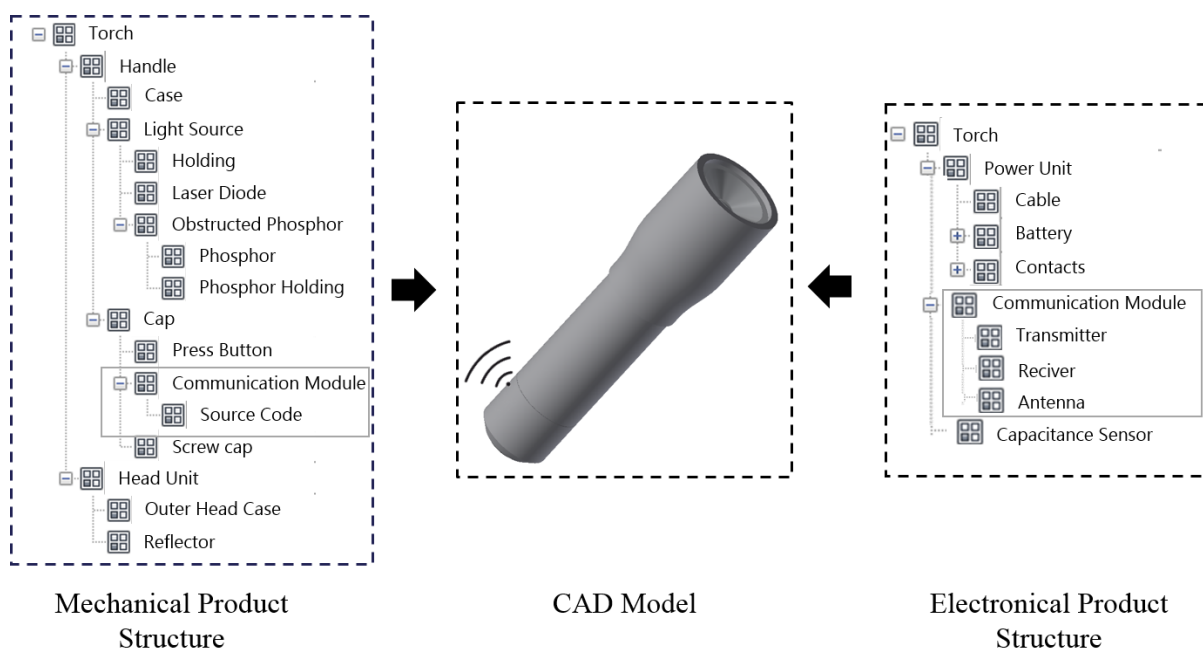 Torch
Handle
Case
Light Source
Holding
Laser Diode
Obstructed Phosphor
Phosphor
Phosphor Holding
Cap
Press Button
Communication Module
Source Code
Screw cap
Head Unit
Outer Head Case
Reflector
Mechanical Product
Structure
CAD Model
Torch
Power Unit
Cable
Battery
Contacts
Communication Module
Transmitter
Reciver
Antenna
Capacitance Sensor
Electronical Product
Structure